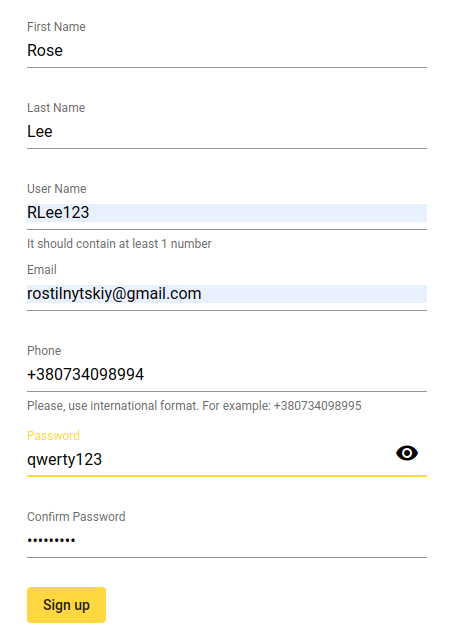 First Name
Rose
Last Name
Lee
User Name
RLee123
It should contain at least 1 number
Email
rostilnytskiy@gmail.com
Phone
+380734098994
Please, use international format. For example: +380734098995
Password
qwerty123
Confirm Password
•••••••••
Sign up